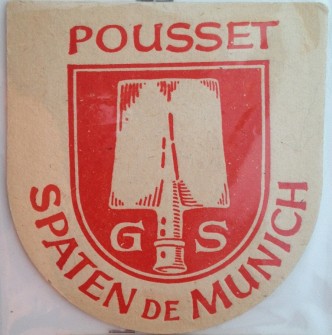 POUSSET
G S
SPATEN DE MUNICH